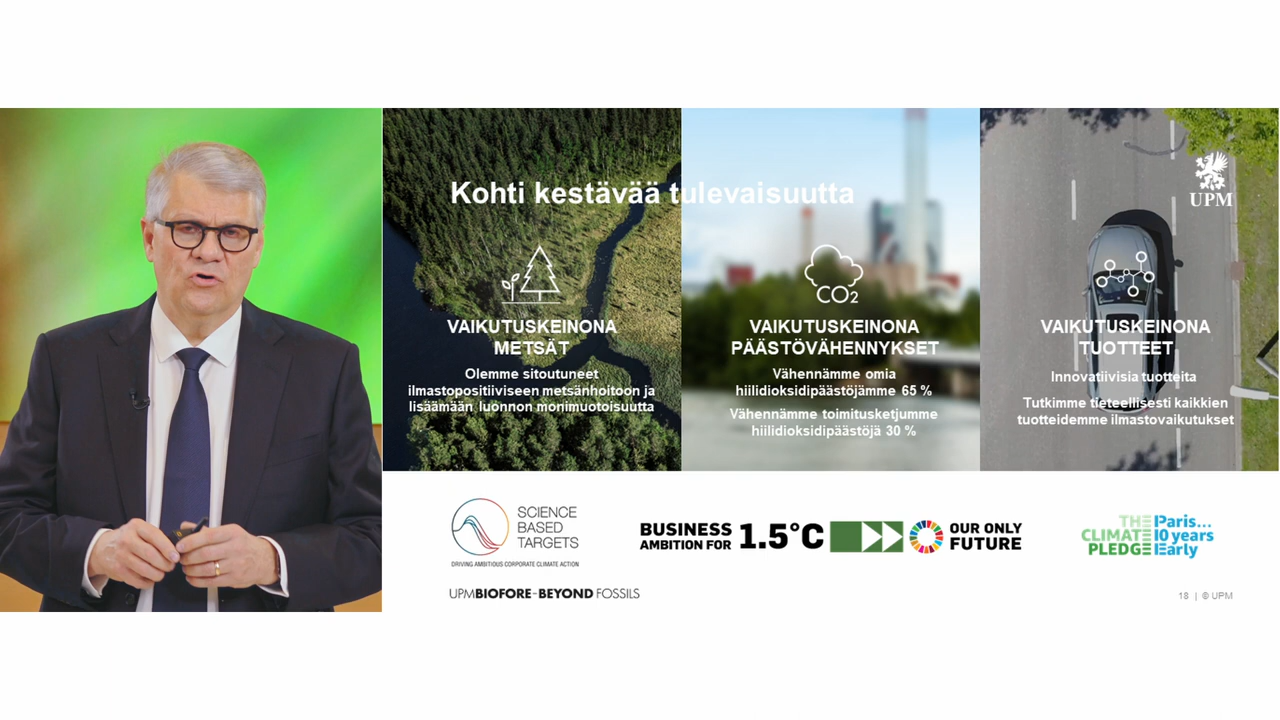 Kohti kestävää tulevaisuutta
UPM
VAIKUTUSKEINONA
METSÄT
Olemme sitoutuneet
ilmastopositiiviseen metsänhoitoon ja
lisäämään luonnon monimuotoisuutta
CO2
VAIKUTUSKEINONA
PÄÄSTÖVÄHENNYKSET
Vähennämme omia
hiilidioksidipäästöjämme 65 %
Vähennämme toimitusketjumme
hiilidioksidipäästöjä 30 %
VAIKUTUSKEINONA
TUOTTEET
Innovatiivisia tuotteita
Tutkimme tieteellisesti kaikkien
tuotteidemme ilmastovaikutukset
SCIENCE
BASED
TARGETS
DRIVING AMBITIOUS CORPORATE CLIMATE ACTION
BUSINESS
AMBITION FOR 1.5°C
OUR ONLY
FUTURE
THE
CLIMATE
PLEDGE
Paris...
10 years
Early
UPM BIOFORE - BEYOND FOSSILS
18 | © UPM